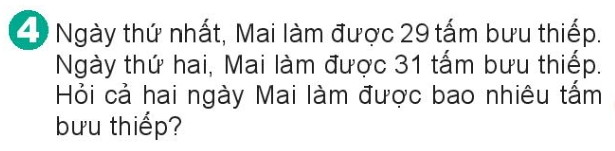 4 Ngày thứ nhất, Mai làm được 29 tấm bưu thiếp.
Ngày thứ hai, Mai làm được 31 tấm bưu thiếp.
Hỏi cả hai ngày Mai làm được bao nhiêu tấm
bưu thiếp?